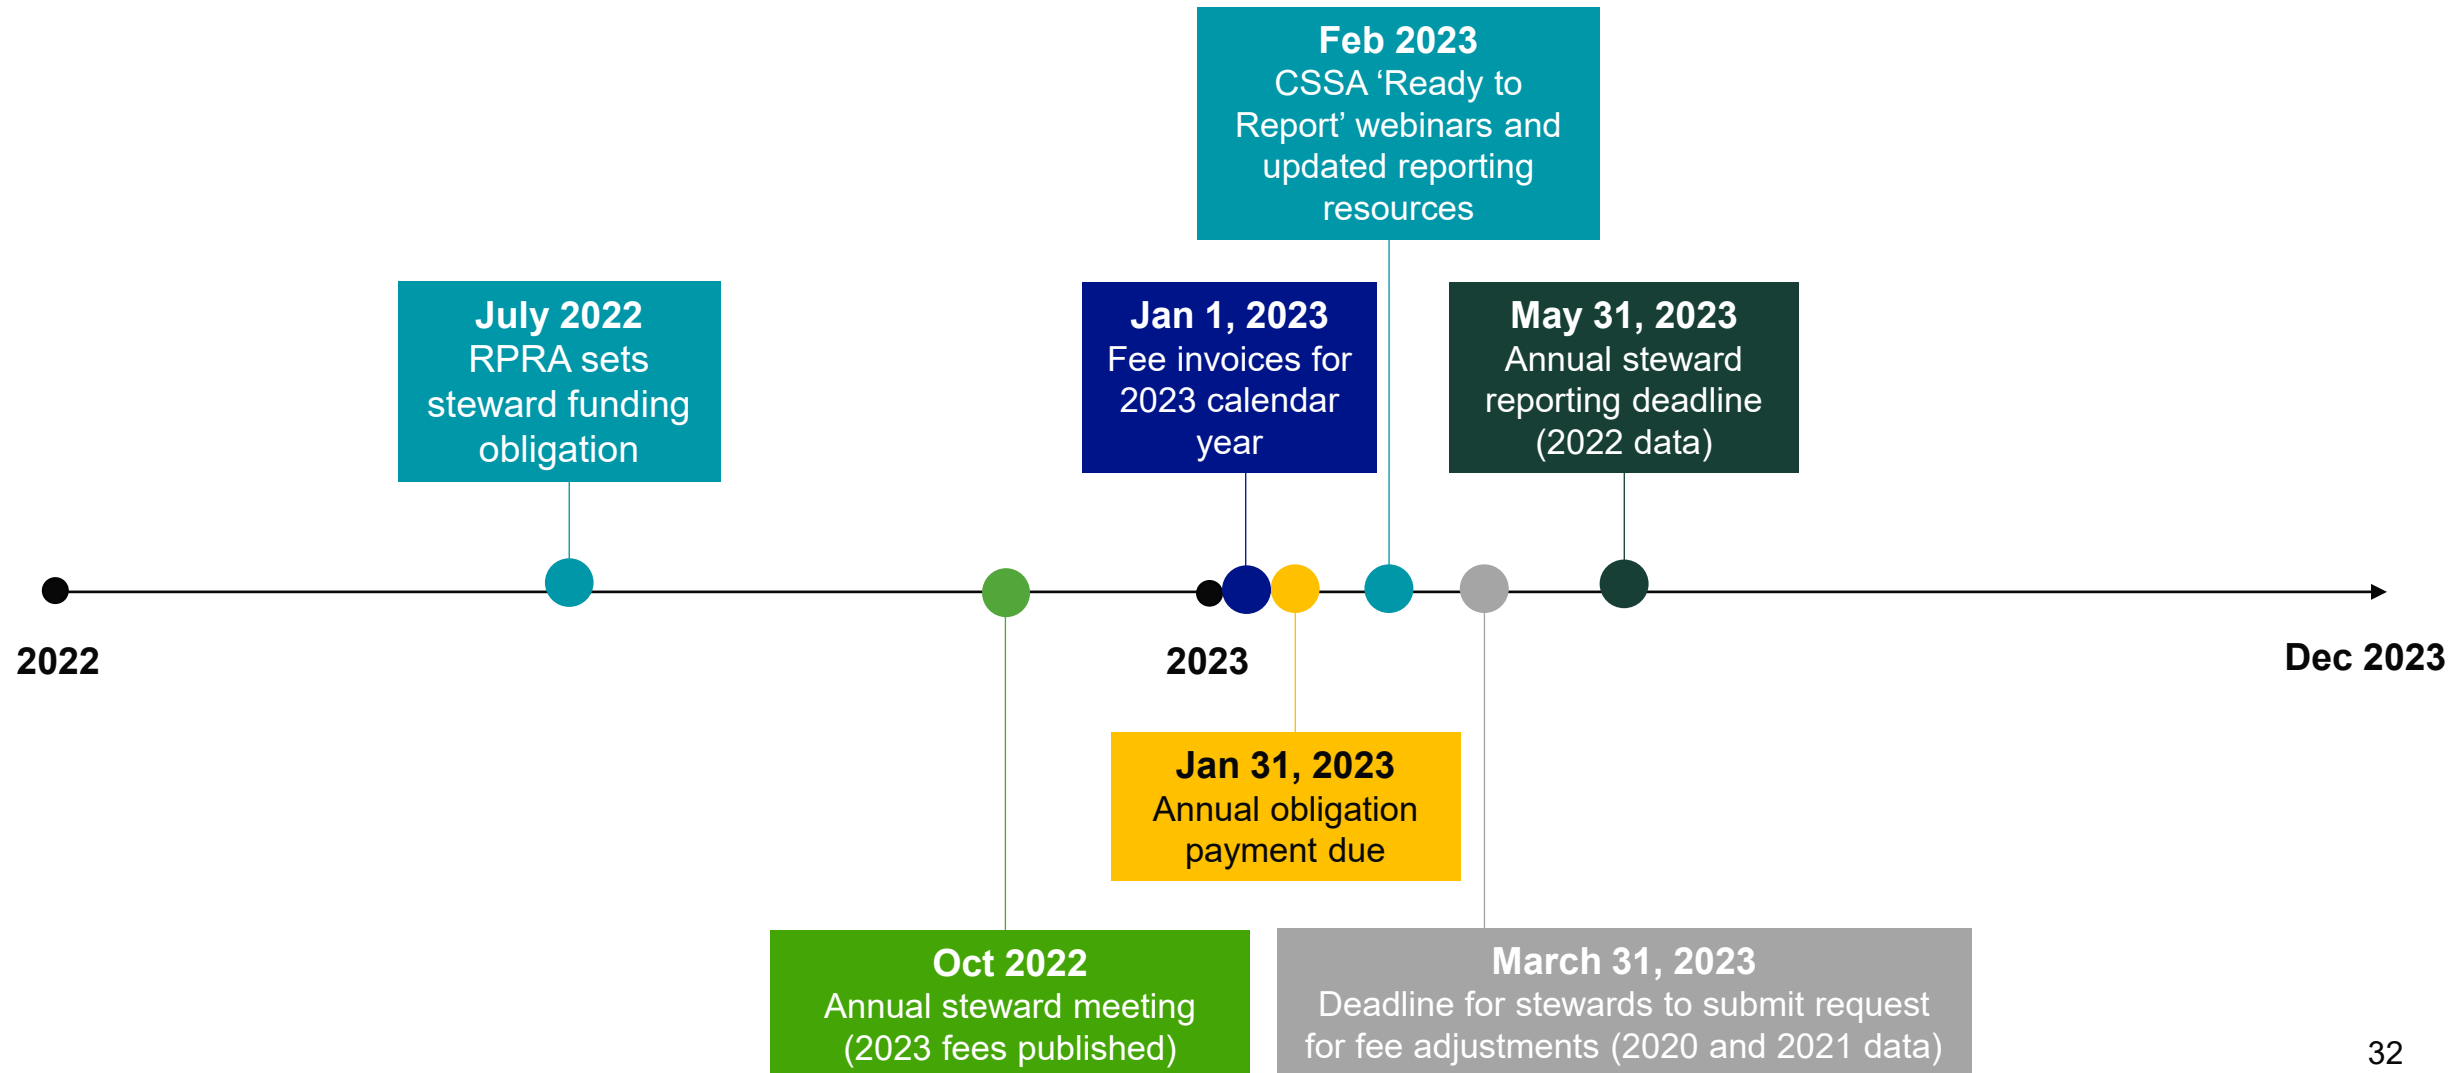 Feb 2023
CSSA ‘Ready to
Report’ webinars and
updated reporting
resources
July 2022
RPRA sets
steward funding
obligation
Jan 1, 2023
Fee invoices for
2023 calendar
year
May 31, 2023
Annual steward
reporting deadline
(2022 data)
2022
2023
Dec 2023
Jan 31, 2023
Annual obligation
payment due
Oct 2022
Annual steward meeting
(2023 fees published)
March 31, 2023
Deadline for stewards to submit request
for fee adjustments (2020 and 2021 data)
32